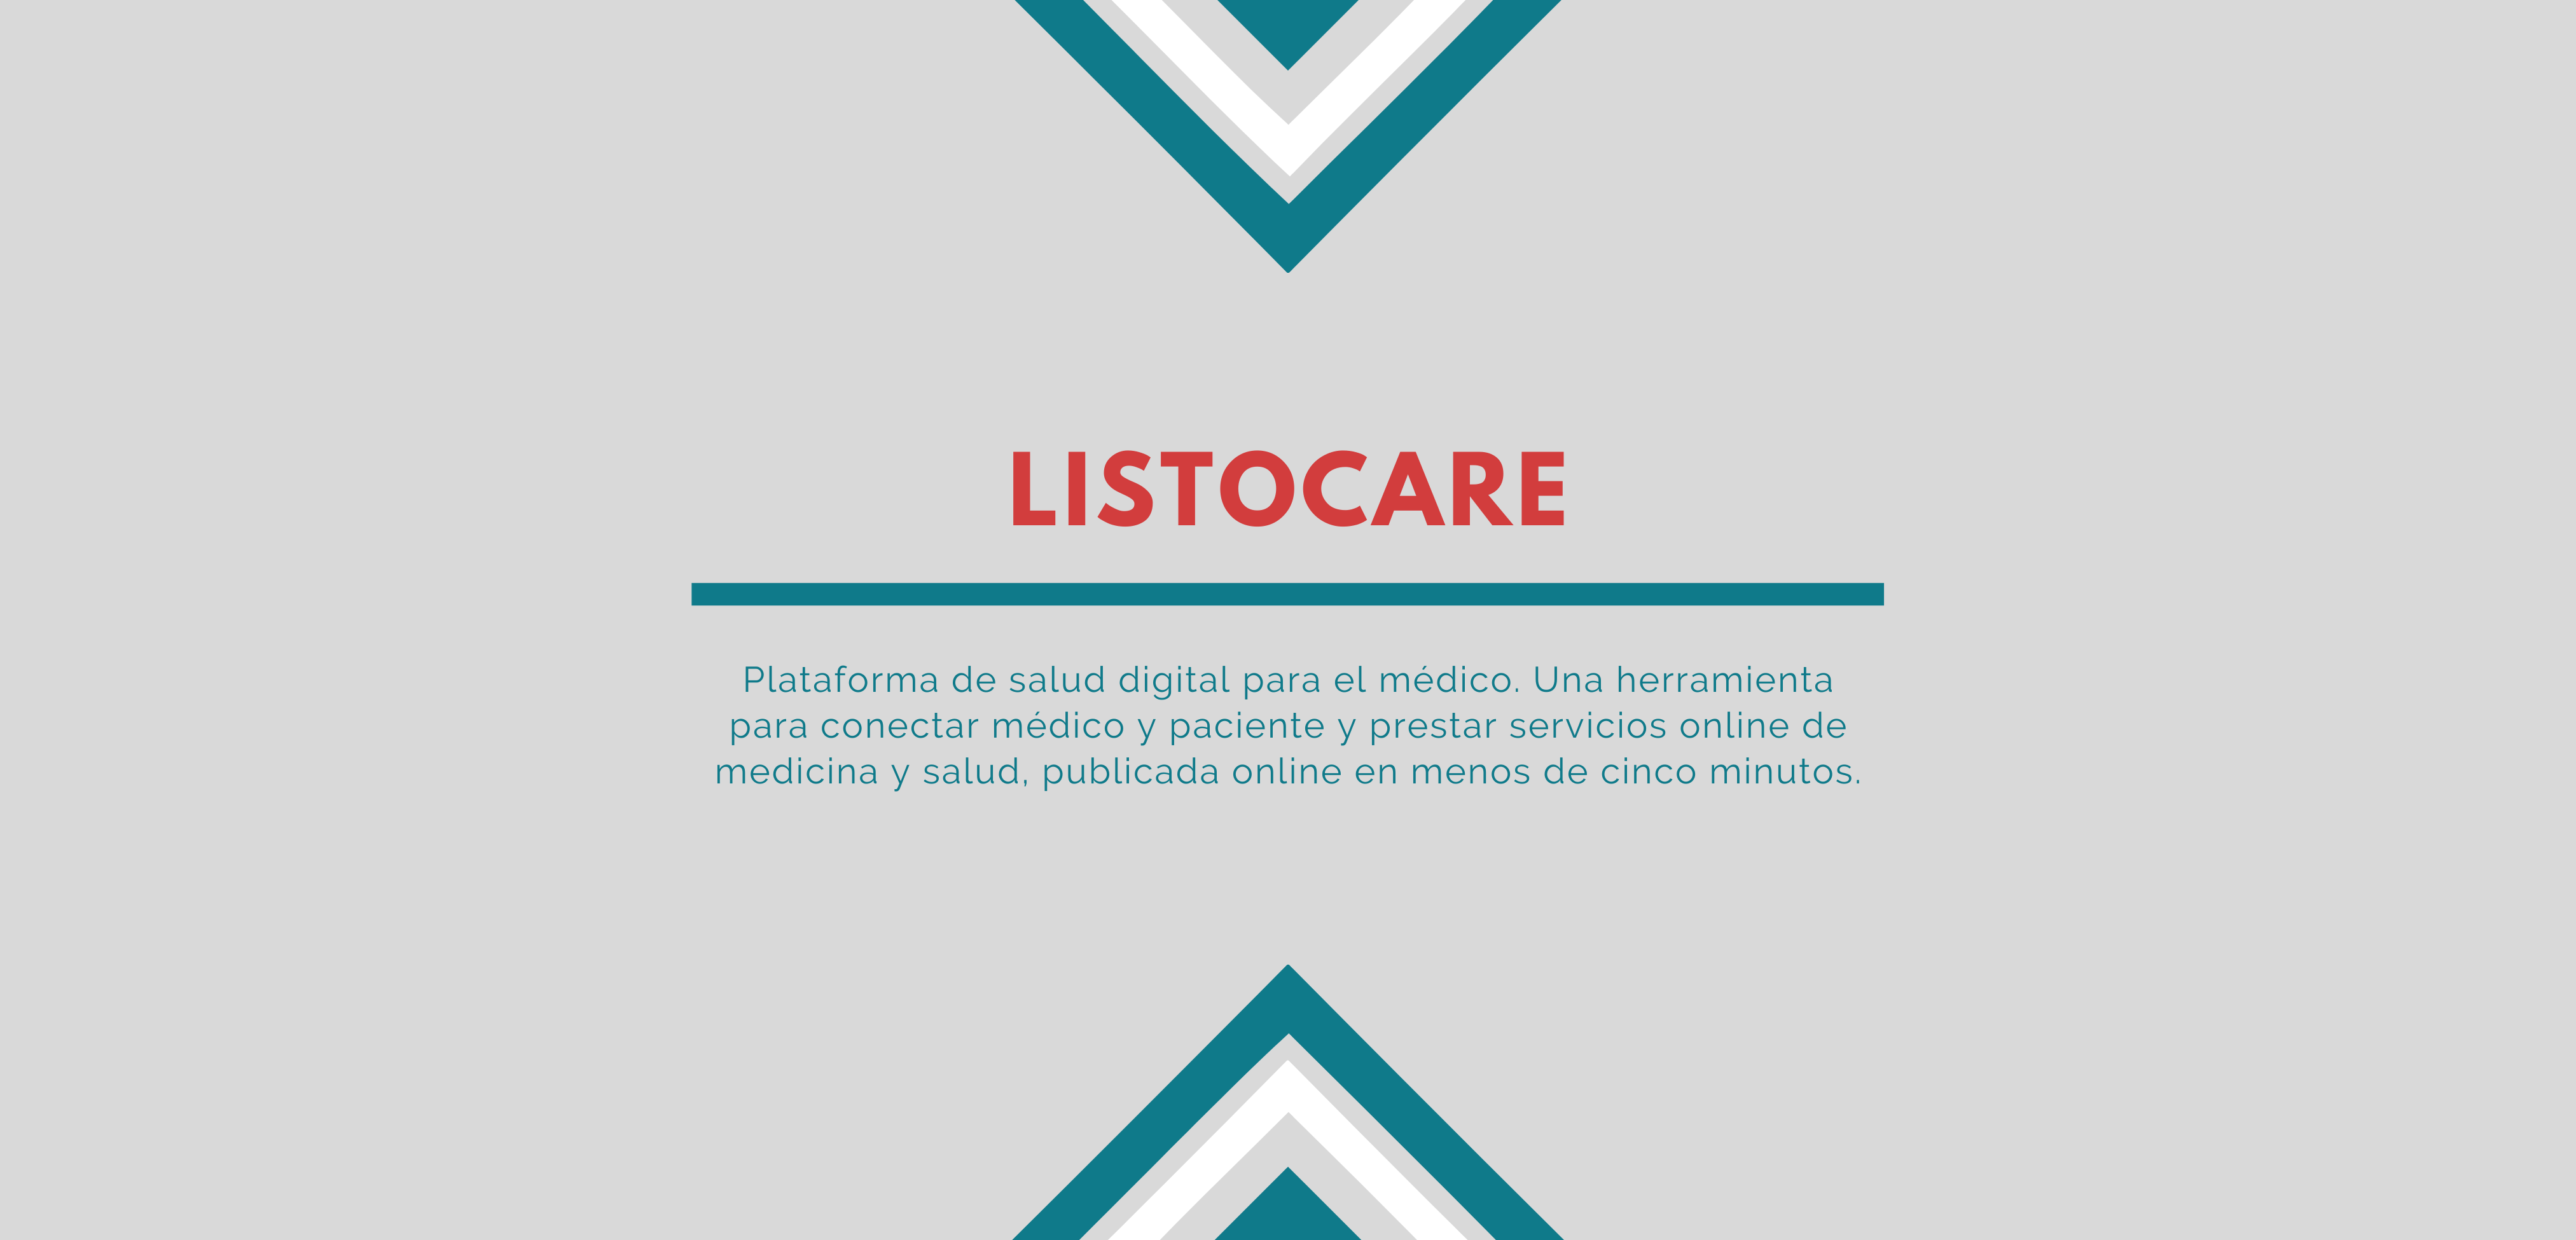 LISTOCARE
Plataforma de salud digital para el médico. Una herramienta
para conectar médico y paciente y prestar servicios online de
medicina y salud, publicada online en menos de cinco minutos.